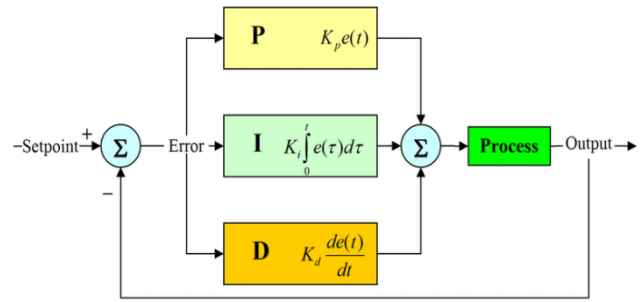 P K_p e(t)
–Setpoint + Σ – Error I K_i ∫_0^t e(τ)dτ Σ Process Output
D K_d de(t)/dt